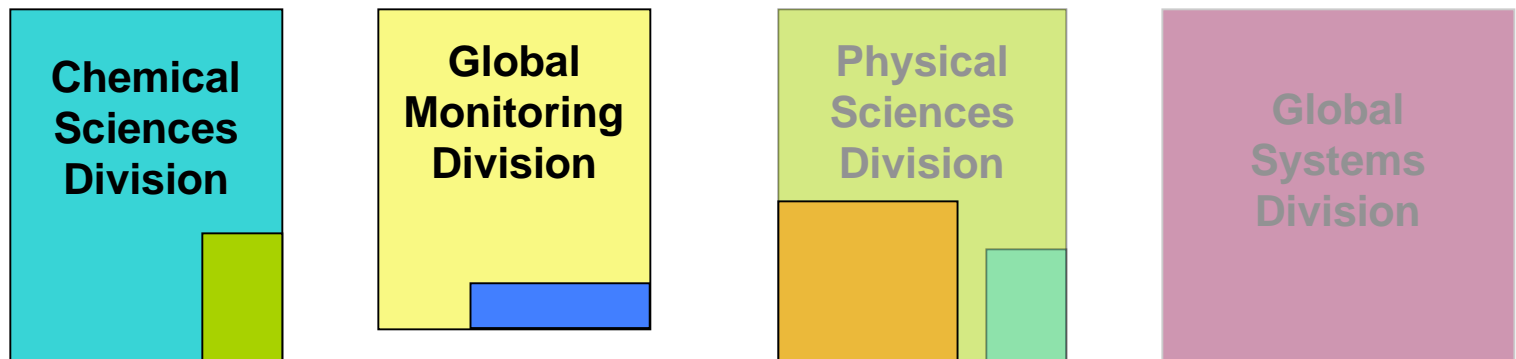 Chemical
Sciences
Division
Global
Monitoring
Division
Physical
Sciences
Division
Global
Systems
Division